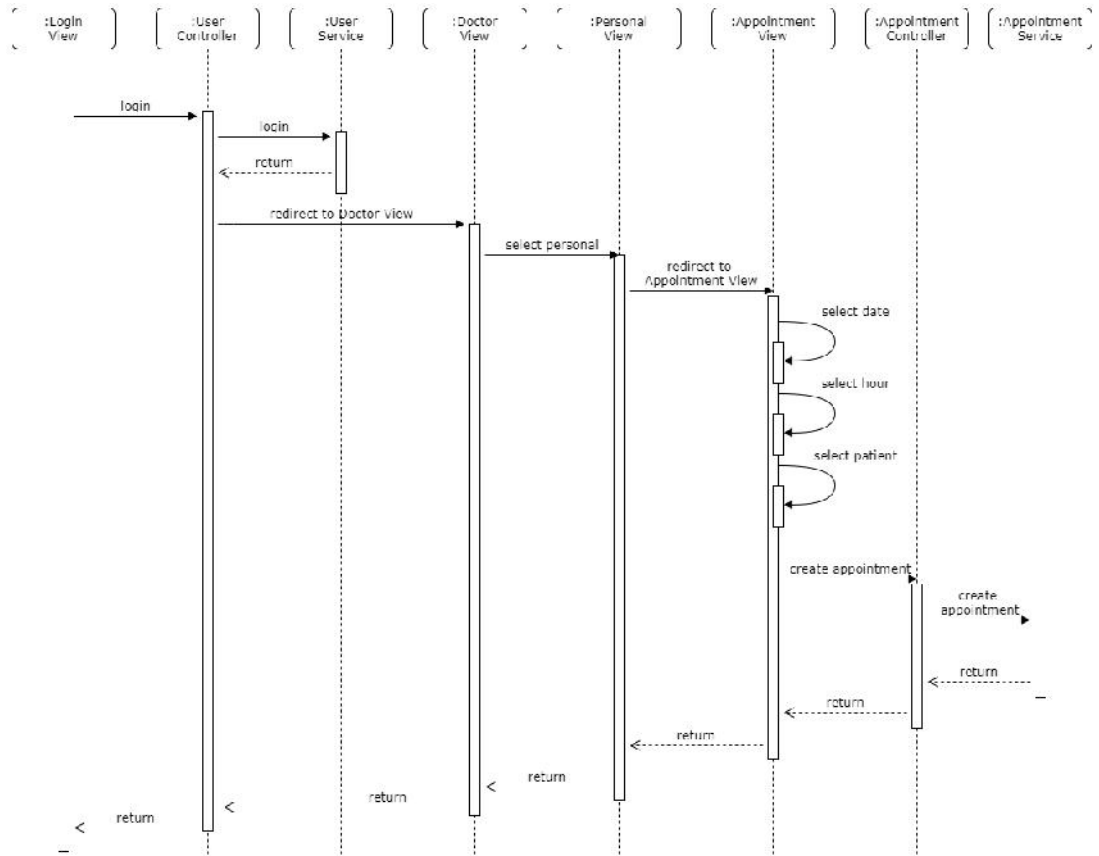 :Login
View
:User
Controller
:User
Service
:Doctor
View
:Personal
View
:Appointment
View
:Appointment
Controller
:Appointment
Service
login
login
return
redirect to Doctor View
select personal
redirect to
Appointment View
select date
select hour
select patient
create appointment
create
appointment
return
return
return
return
return
return